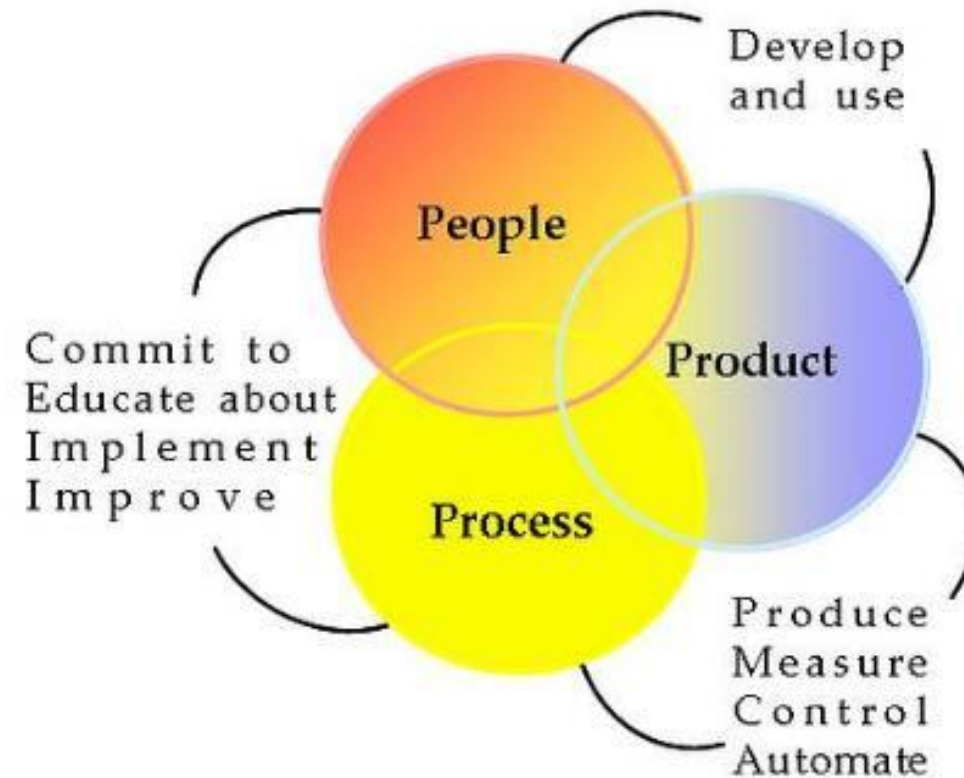 Develop
and use
People
Product
Commit to
Educate about
Implement
Improve
Process
Produce
Measure
Control
Automate